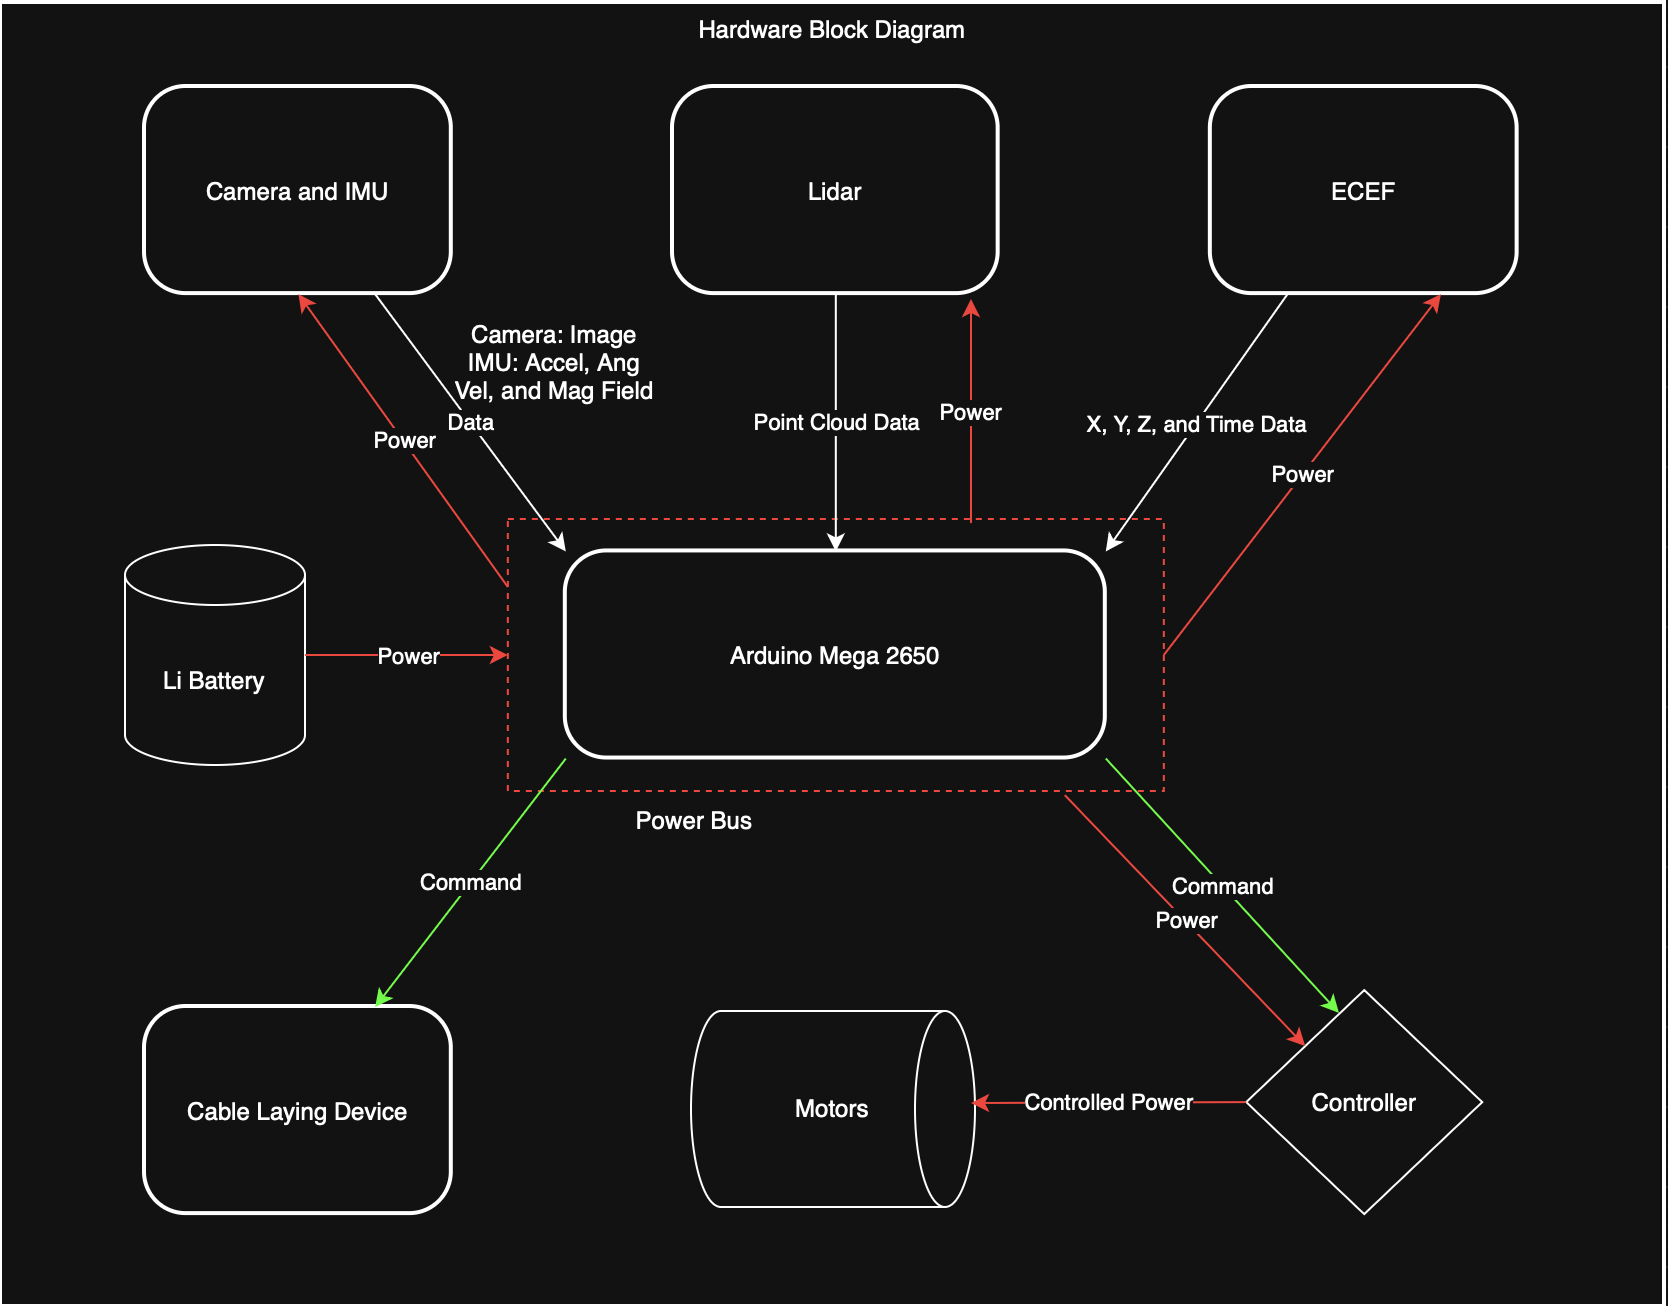 Hardware Block Diagram
Camera and IMU
Lidar
ECEF
Camera: Image
IMU: Accel, Ang
Vel, and Mag Field
Data
Power
Point Cloud Data
Power
X, Y, Z, and Time Data
Power
Li Battery
Power
Arduino Mega 2650
Power Bus
Command
Command
Power
Cable Laying Device
Motors
Controlled Power
Controller